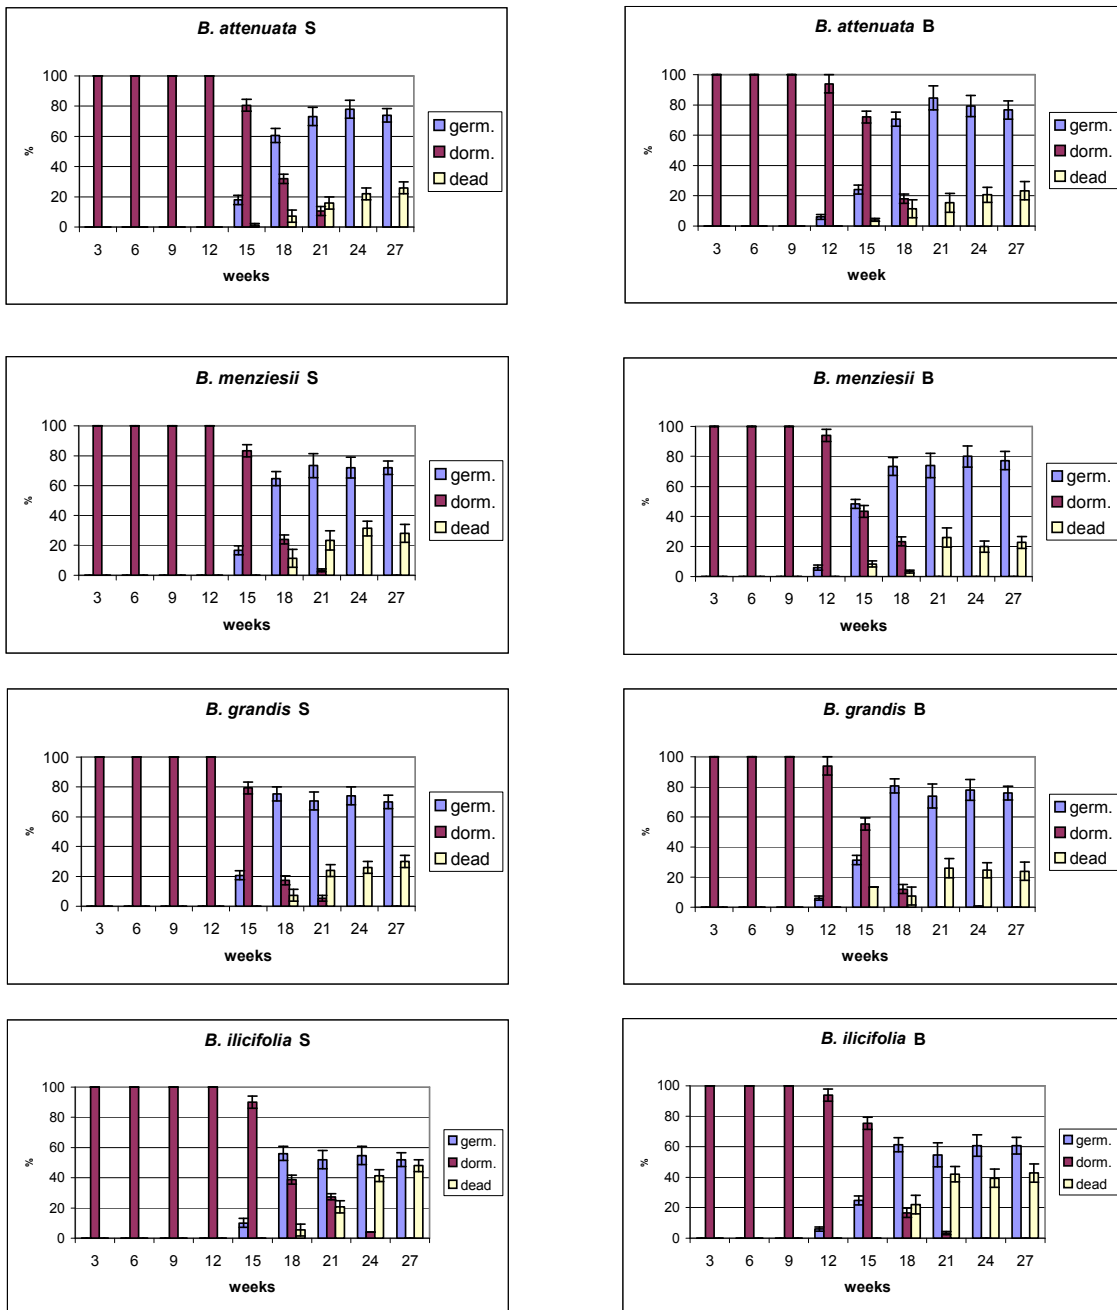 B. attenuata S
100
80
60
40
20
0
%
3 6 9 12 15 18 21 24 27
weeks
germ.
dorm.
dead
B. attenuata B
100
80
60
40
20
0
%
3 6 9 12 15 18 21 24 27
week
germ.
dorm.
dead
B. menziesii S
100
80
60
40
20
0
%
3 6 9 12 15 18 21 24 27
weeks
germ.
dorm.
dead
B. menziesii B
100
80
60
40
20
0
%
3 6 9 12 15 18 21 24 27
weeks
germ.
dorm.
dead
B. grandis S
100
80
60
40
20
0
%
3 6 9 12 15 18 21 24 27
weeks
germ.
dorm.
dead
B. grandis B
100
80
60
40
20
0
%
3 6 9 12 15 18 21 24 27
weeks
germ.
dorm.
dead
B. ilicifolia S
100
80
60
40
20
0
%
3 6 9 12 15 18 21 24 27
weeks
germ.
dorm.
dead
B. ilicifolia B
100
80
60
40
20
0
%
3 6 9 12 15 18 21 24 27
weeks
germ.
dorm.
dead